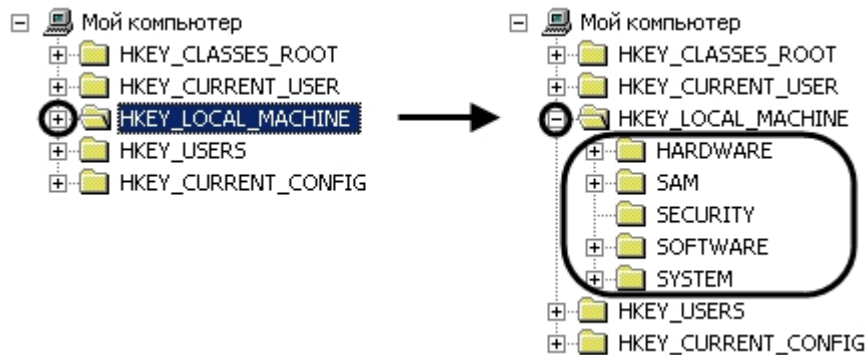 Мой компьютер
HKEY_CLASSES_ROOT
HKEY_CURRENT_USER
HKEY_LOCAL_MACHINE
HKEY_USERS
HKEY_CURRENT_CONFIG
Мой компьютер
HKEY_CLASSES_ROOT
HKEY_CURRENT_USER
HKEY_LOCAL_MACHINE
HARDWARE
SAM
SECURITY
SOFTWARE
SYSTEM
HKEY_USERS
HKEY_CURRENT_CONFIG